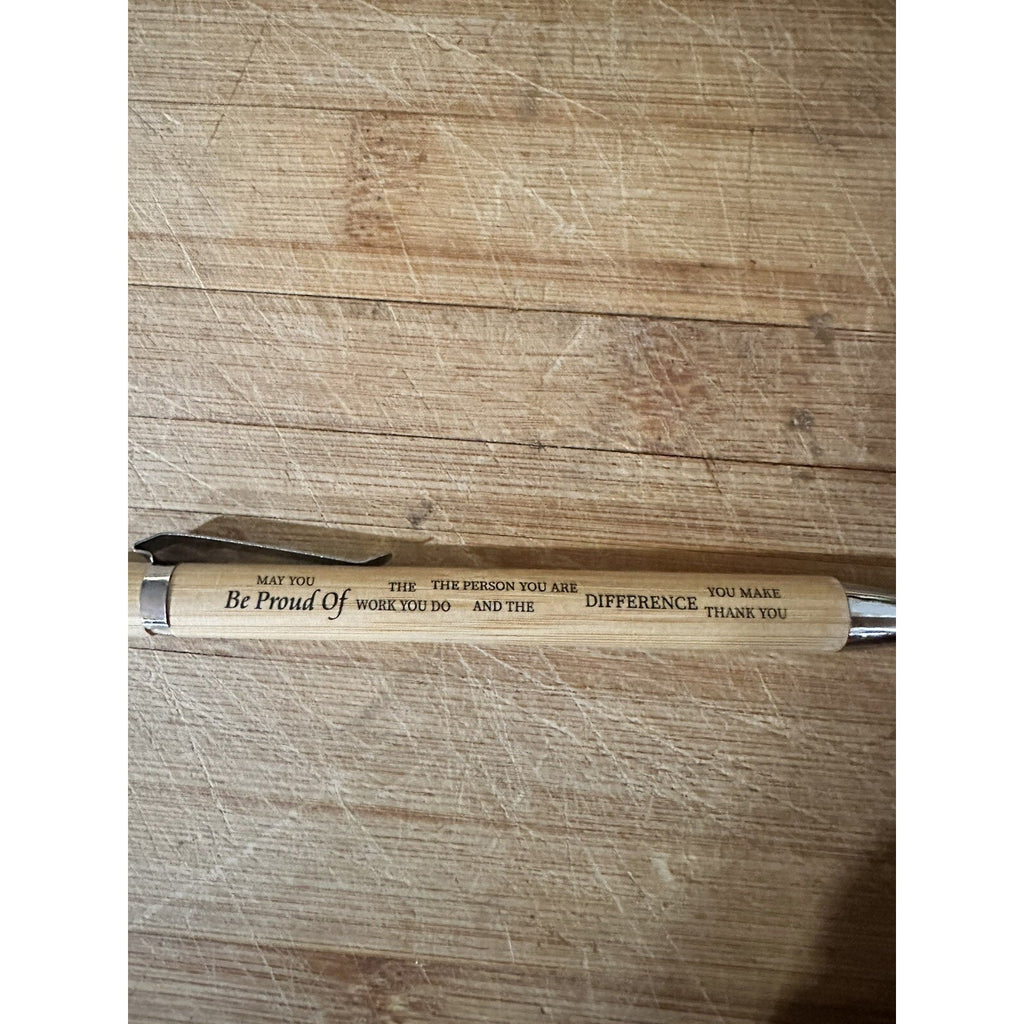 MAY YOU
Be Proud Of
THE
WORK YOU DO
THE PERSON YOU ARE
AND THE
DIFFERENCE
YOU MAKE
THANK YOU